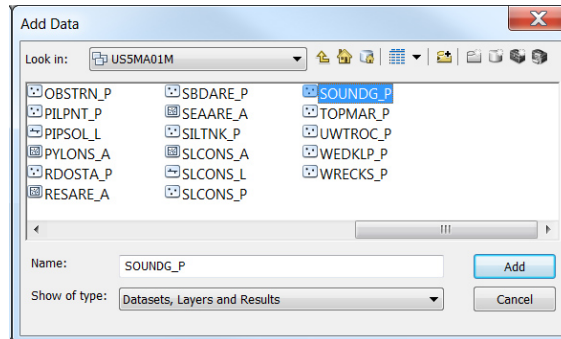 Add Data
Look in: US5MA01M
OBSTRN_P SBDARE_P SOUNDG_P
PILPNT_P SEAARE_A TOPMAR_P
PIPSOL_L SILTNK_P UWTROC_P
PYLONS_A SLCONS_A WEDKLP_P
RDOSTA_P SLCONS_L WRECKS_P
RESARE_A SLCONS_P
Name: SOUNDG_P Add
Show of type: Datasets, Layers and Results Cancel